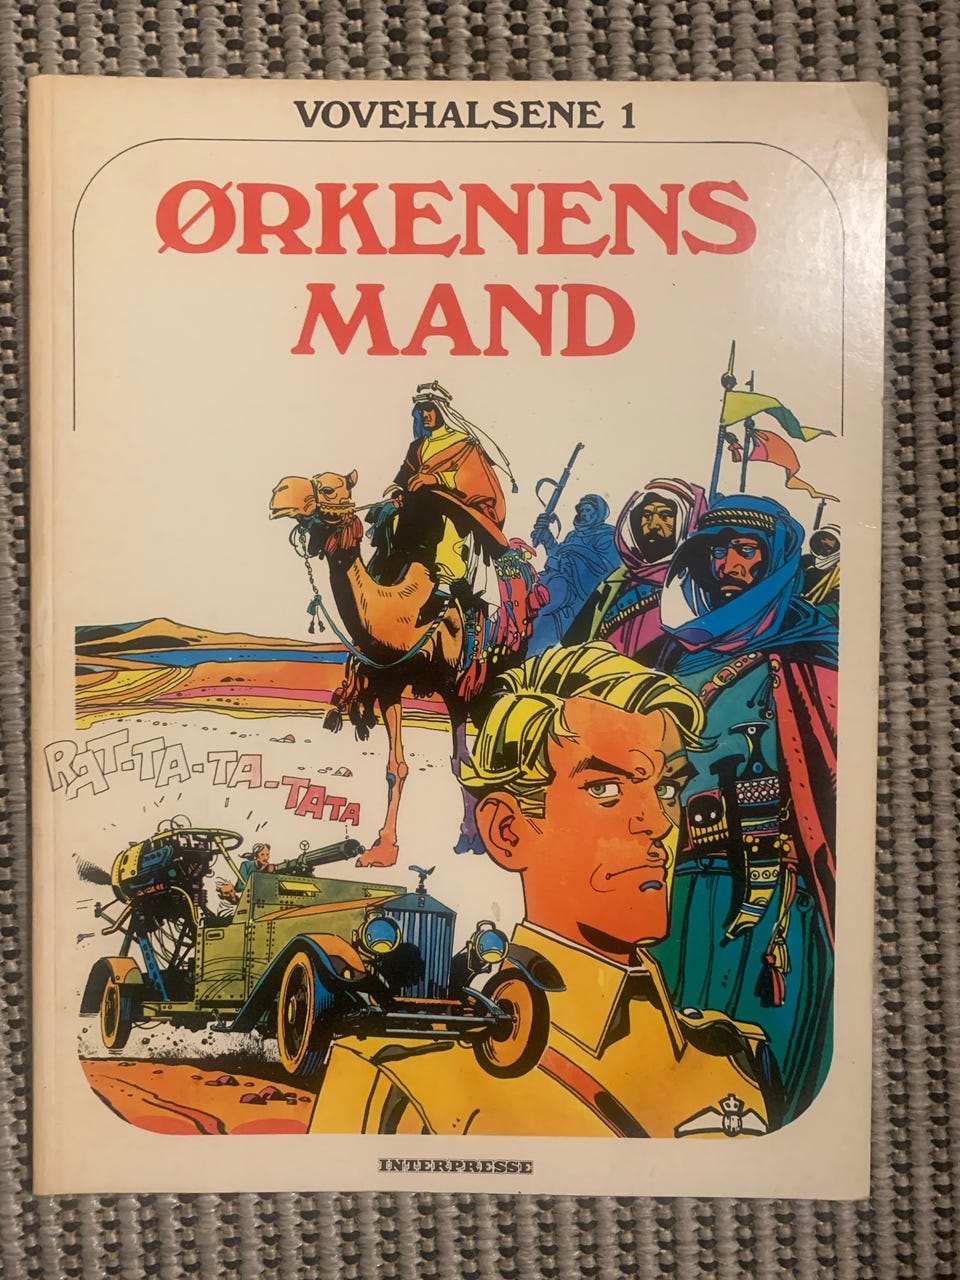 VOVEHALSENE 1
ØRKENENS
MAND
RAT-TA-TA-TATA
INTERPRESSE